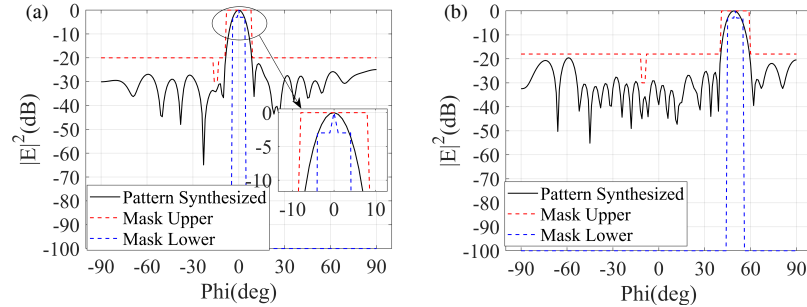 (a)
|E|^2(dB)
0
-10
-20
-30
-40
-50
-60
-70
-80
-90
-100
0
-5
-10 0 10
Pattern Synthesized
Mask Upper
Mask Lower
-90 -60 -30 0 30 60 90
Phi(deg)
(b)
|E|^2(dB)
0
-10
-20
-30
-40
-50
-60
-70
-80
-90
-100
Pattern Synthesized
Mask Upper
Mask Lower
-90 -60 -30 0 30 60 90
Phi(deg)